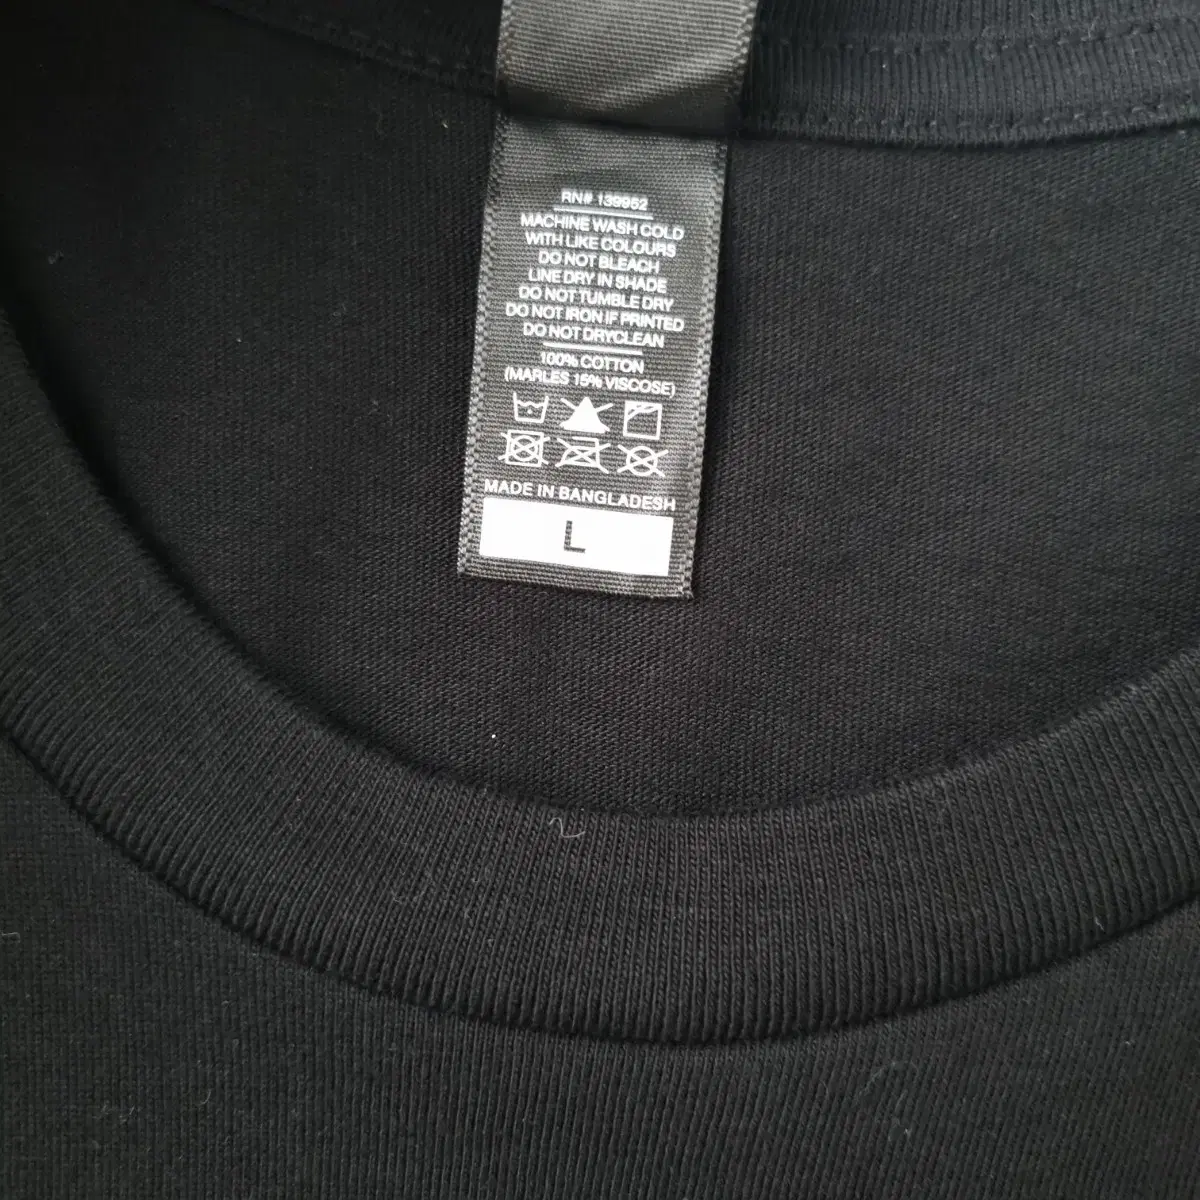 RN# 139952
MACHINE WASH COLD
WITH LIKE COLOURS
DO NOT BLEACH
LINE DRY IN SHADE
DO NOT TUMBLE DRY
DO NOT IRON IF PRINTED
DO NOT DRYCLEAN
100% COTTON
(MARLES 15% VISCOSE)
MADE IN BANGLADESH
L